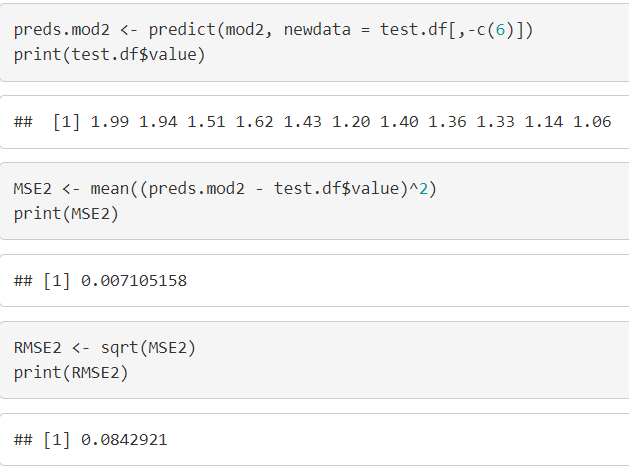 preds.mod2 <- predict(mod2, newdata = test.df[,-c(6)])
print(test.df$value)
##  [1] 1.99 1.94 1.51 1.62 1.43 1.20 1.40 1.36 1.33 1.14 1.06
MSE2 <- mean((preds.mod2 - test.df$value)^2)
print(MSE2)
## [1] 0.007105158
RMSE2 <- sqrt(MSE2)
print(RMSE2)
## [1] 0.0842921